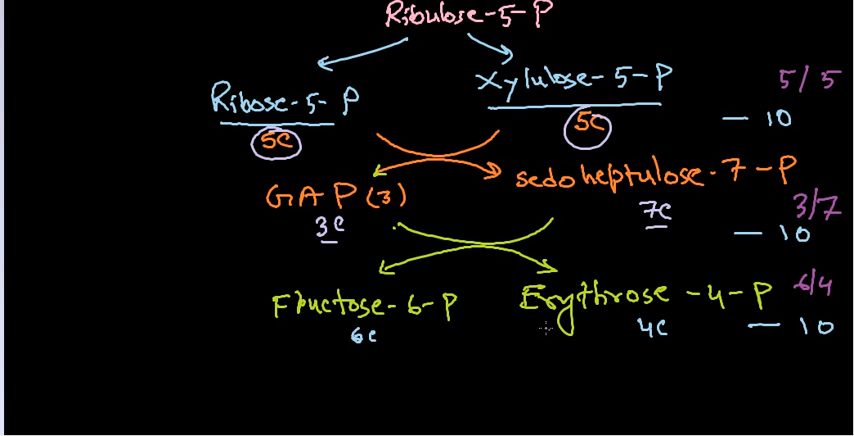 Ribulose-5-P
Ribose-5-P
Xylulose-5-P
5/5
5C
5C
- 10
GAP (3)
sedoheptulose-7-P
3C
7C
3/7
- 10
Fructose-6-P
Erythrose-4-P
6/4
6C
4C
- 10